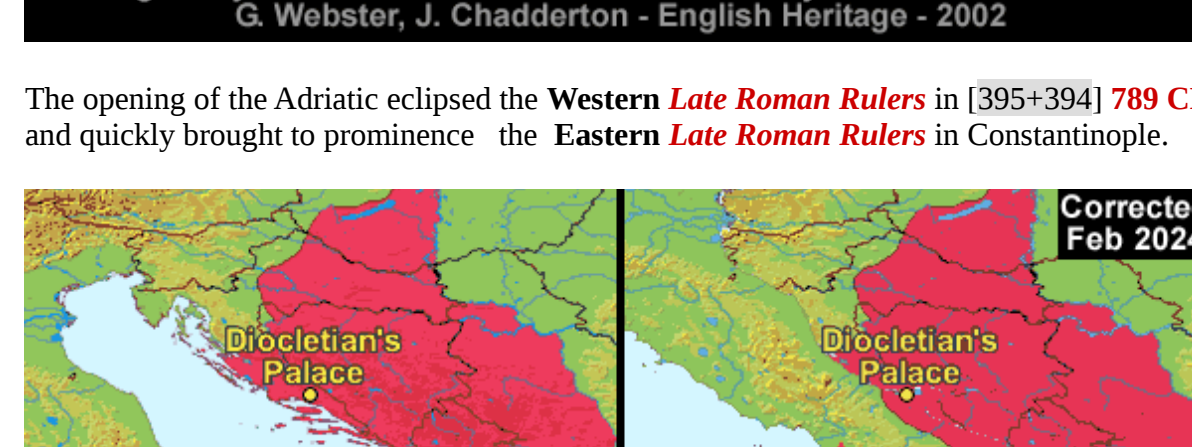 G. Webster, J. Chadderton - English Heritage - 2002
The opening of the Adriatic eclipsed the Western Late Roman Rulers in [395+394] 789
and quickly brought to prominence the Eastern Late Roman Rulers in Constantinople.
Feb
Diocletian's
Palace
Diocletian's
Palace